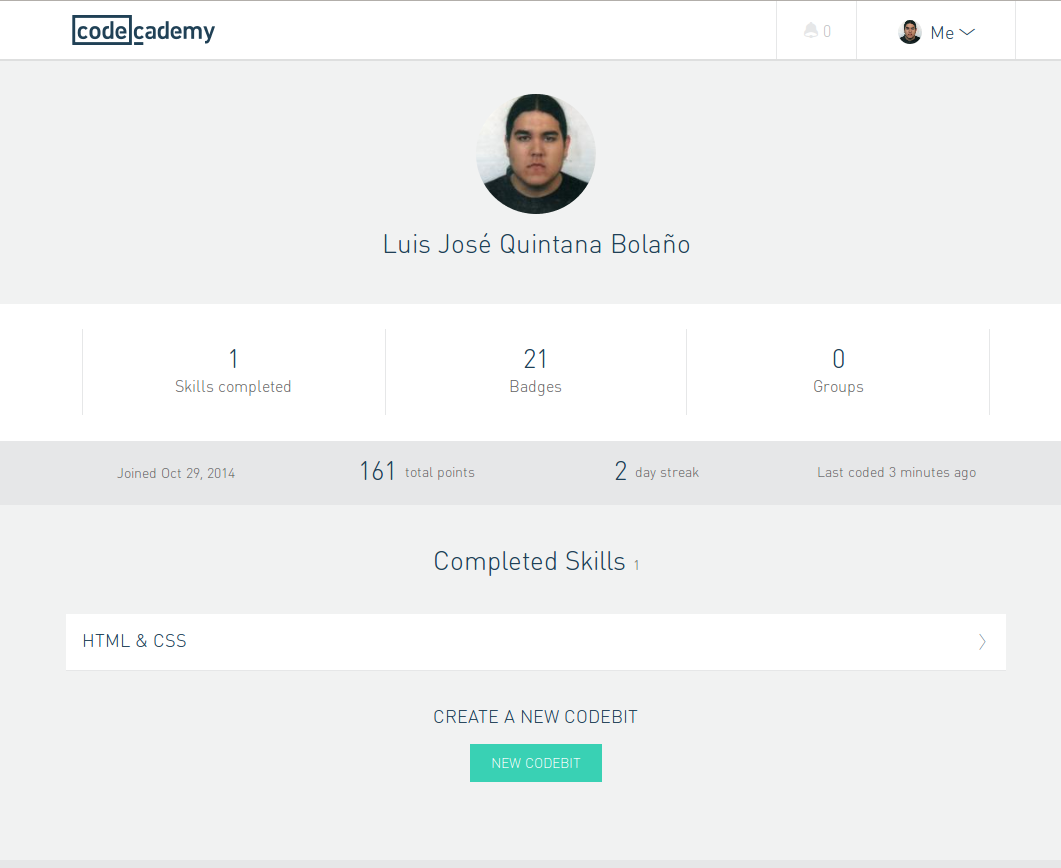 codecademy
0
Me
Luis José Quintana Bolaño
1
Skills completed
21
Badges
0
Groups
Joined Oct 29, 2014
161 total points
2 day streak
Last coded 3 minutes ago
Completed Skills 1
HTML & CSS
CREATE A NEW CODEBIT
NEW CODEBIT